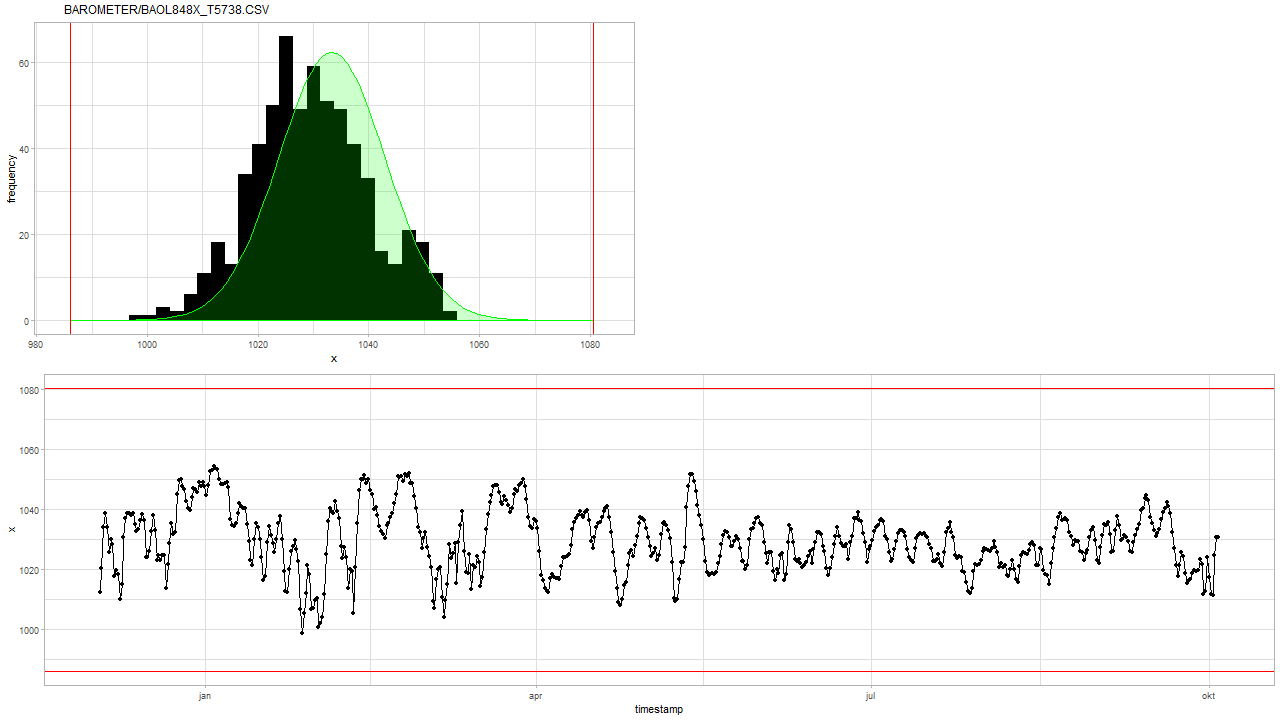 BAROMETER/BAOL848X_T5738.CSV
frequency
60
40
20
0
980 1000 1020 1040 1060 1080
x
x
1080
1060
1040
1020
1000
jan apr jul okt
timestamp